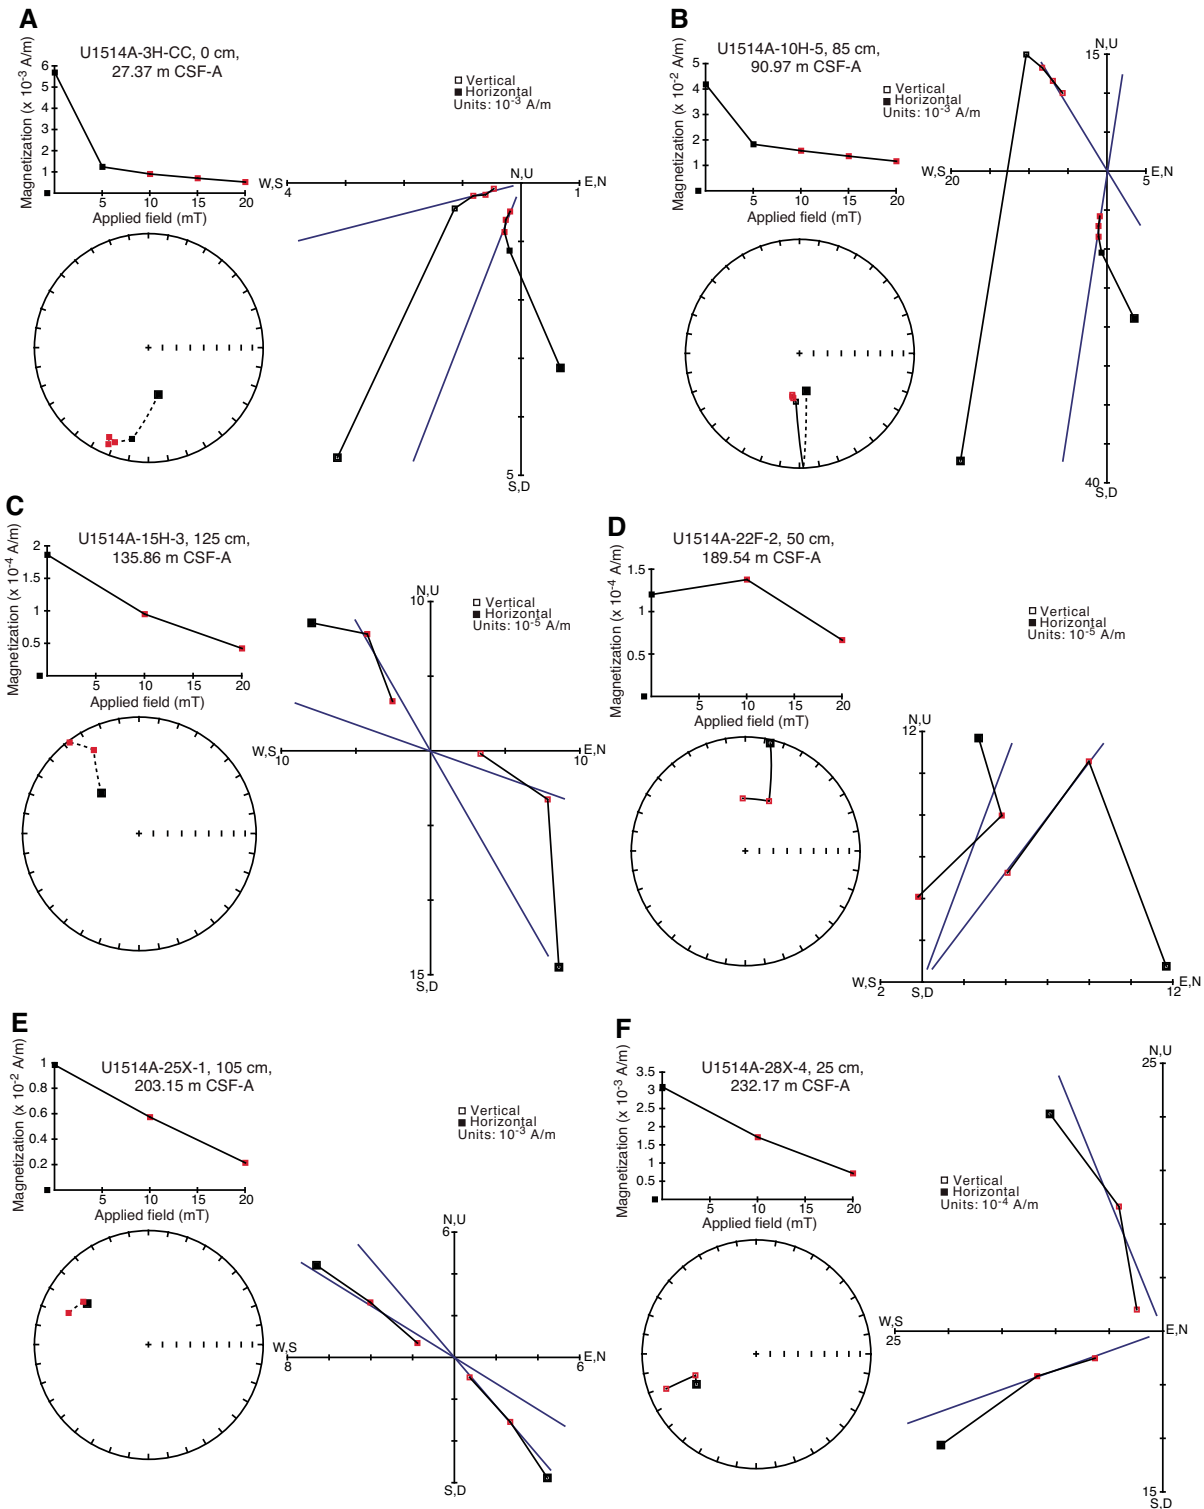 A
U1514A-3H-CC, 0 cm,
27.37 m CSF-A
Magnetization (x 10-3 A/m)
6
5
4
3
2
1
5 10 15 20
Applied field (mT)
Vertical
Horizontal
Units: 10-3 A/m
N,U
W,S
E,N
4
1
5
S,D
B
U1514A-10H-5, 85 cm,
90.97 m CSF-A
Magnetization (x 10-2 A/m)
5
4
3
2
1
5 10 15 20
Applied field (mT)
Vertical
Horizontal
Units: 10-3 A/m
N,U
15
W,S
E,N
20
5
40
S,D
C
U1514A-15H-3, 125 cm,
135.86 m CSF-A
Magnetization (x 10-4 A/m)
2
1.5
1
0.5
5 10 15 20
Applied field (mT)
Vertical
Horizontal
Units: 10-5 A/m
N,U
10
W,S
E,N
10
10
15
S,D
D
U1514A-22F-2, 50 cm,
189.54 m CSF-A
Magnetization (x 10-4 A/m)
1.5
1
0.5
5 10 15 20
Applied field (mT)
Vertical
Horizontal
Units: 10-5 A/m
N,U
12
W,S
E,N
2
S,D
12
E
U1514A-25X-1, 105 cm,
203.15 m CSF-A
Magnetization (x 10-2 A/m)
1
0.8
0.6
0.4
0.2
5 10 15 20
Applied field (mT)
Vertical
Horizontal
Units: 10-3 A/m
N,U
6
W,S
E,N
8
6
S,D
F
U1514A-28X-4, 25 cm,
232.17 m CSF-A
Magnetization (x 10-3 A/m)
3.5
3
2.5
2
1.5
1
0.5
5 10 15 20
Applied field (mT)
Vertical
Horizontal
Units: 10-4 A/m
N,U
25
W,S
E,N
25
15
S,D